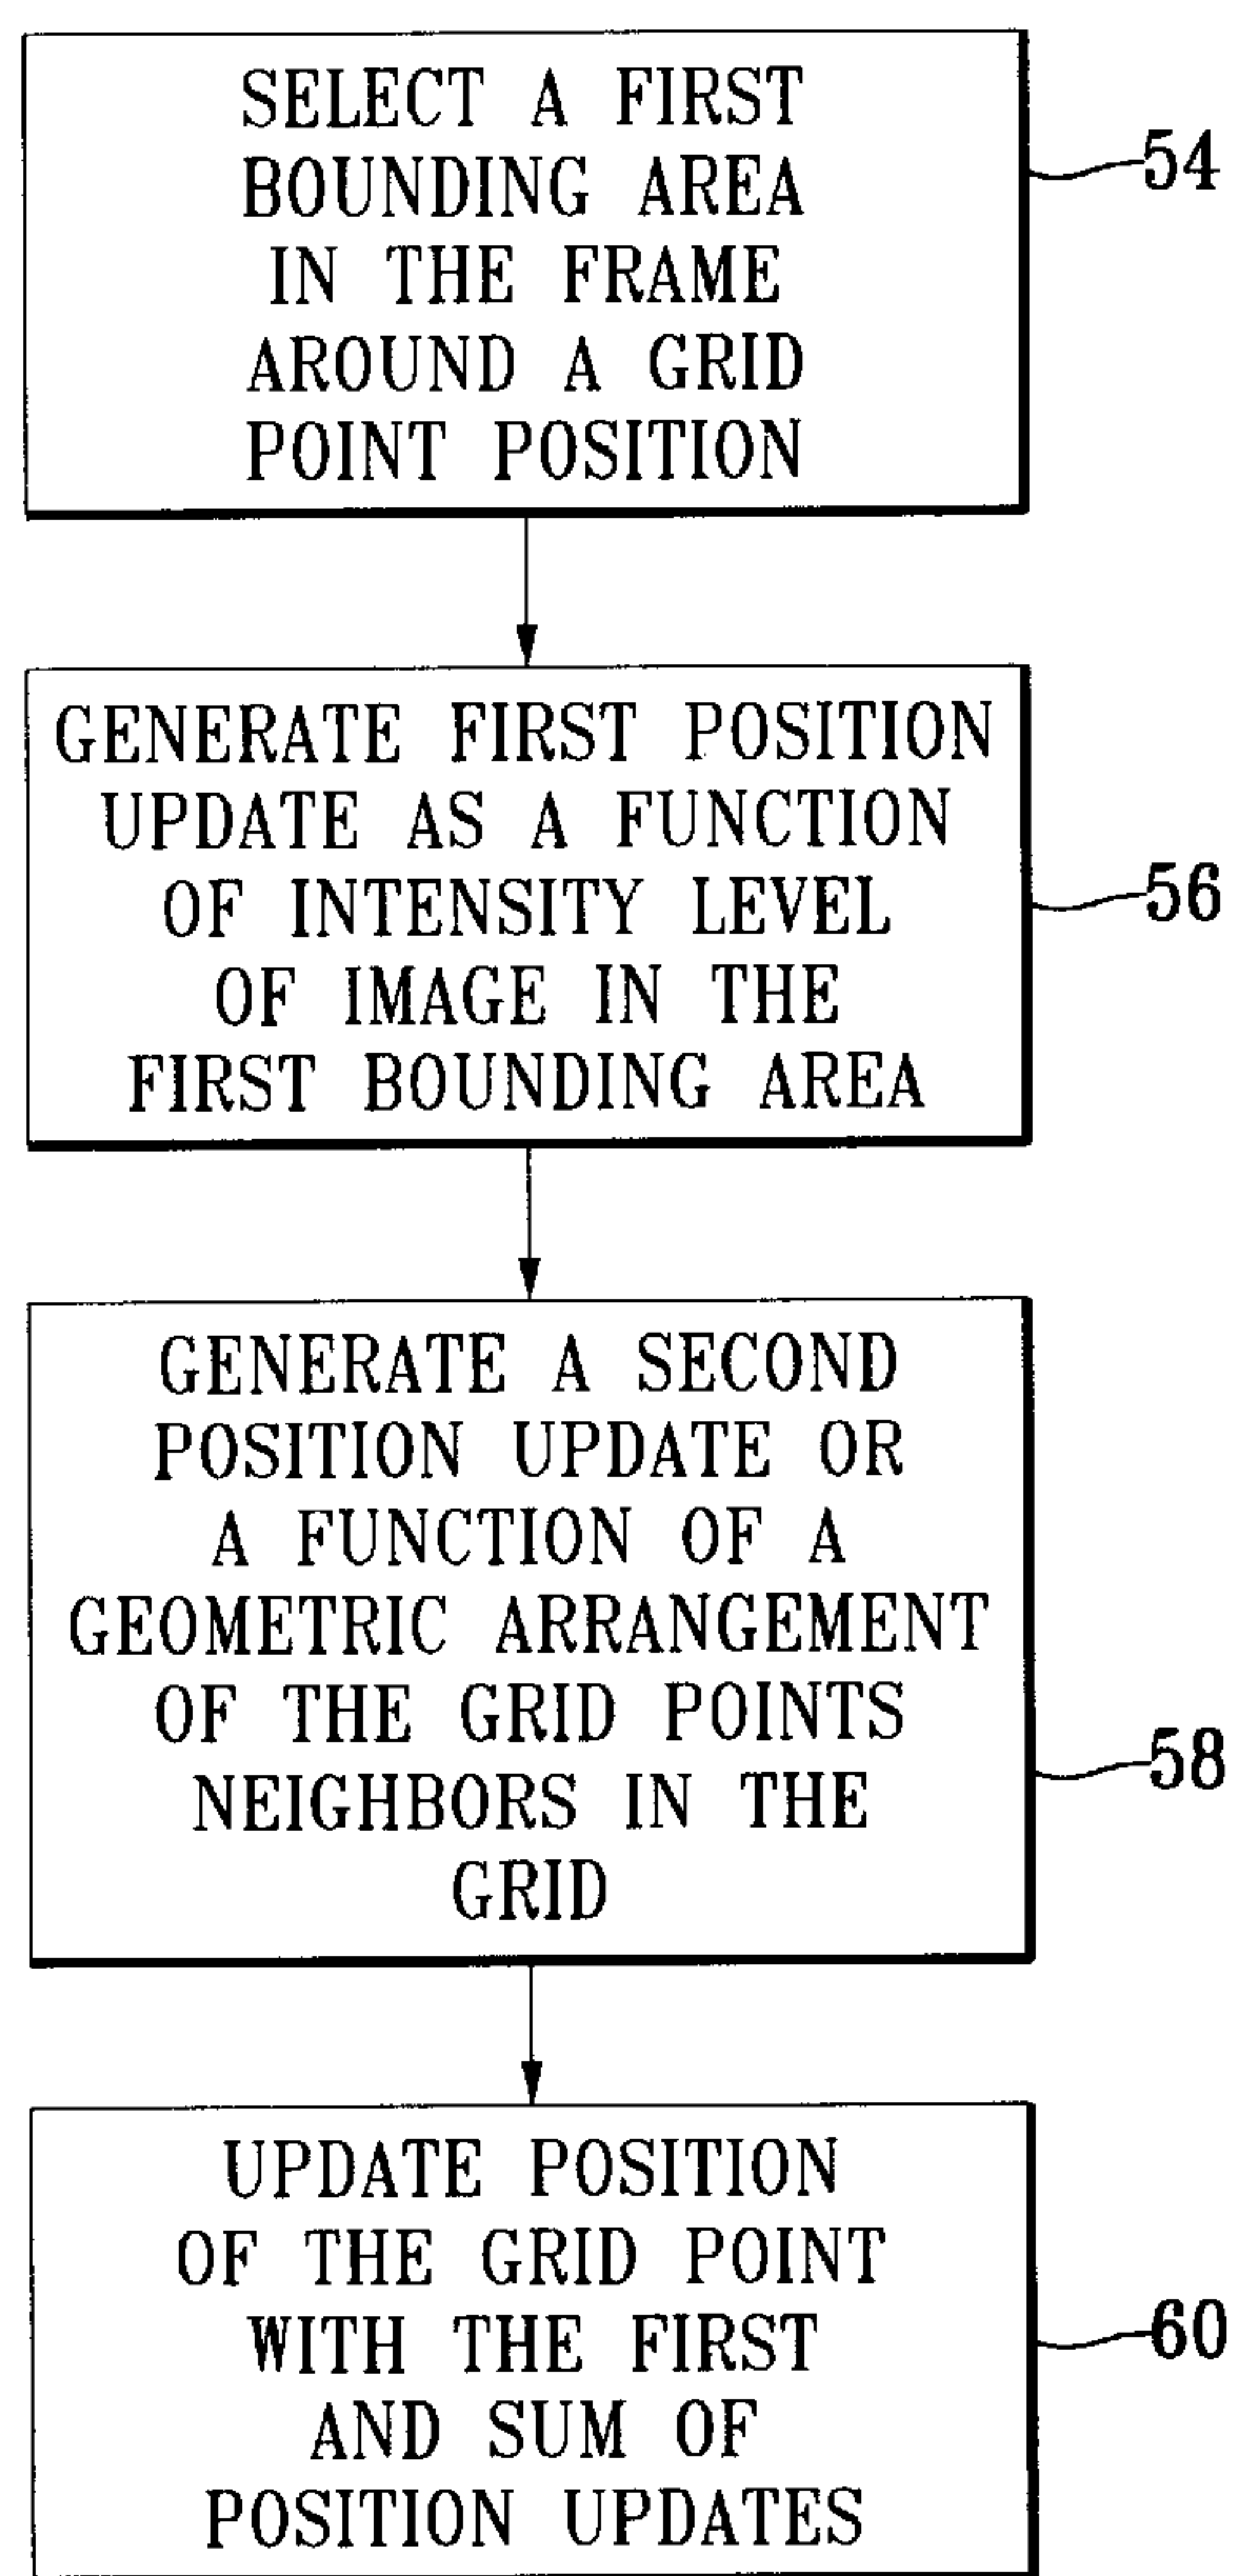 SELECT A FIRST
BOUNDING AREA
IN THE FRAME
AROUND A GRID
POINT POSITION
54
GENERATE FIRST POSITION
UPDATE AS A FUNCTION
OF INTENSITY LEVEL
OF IMAGE IN THE
FIRST BOUNDING AREA
56
GENERATE A SECOND
POSITION UPDATE OR
A FUNCTION OF A
GEOMETRIC ARRANGEMENT
OF THE GRID POINTS
NEIGHBORS IN THE
GRID
58
UPDATE POSITION
OF THE GRID POINT
WITH THE FIRST
AND SUM OF
POSITION UPDATES
60